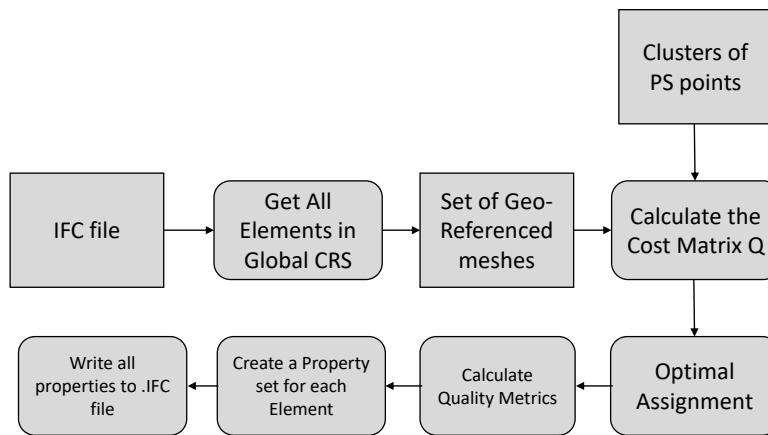 Clusters of
PS points
IFC file
Get All
Elements in
Global CRS
Set of Geo-
Referenced
meshes
Calculate the
Cost Matrix Q
Write all
properties to .IFC
file
Create a Property
set for each
Element
Calculate
Quality Metrics
Optimal
Assignment